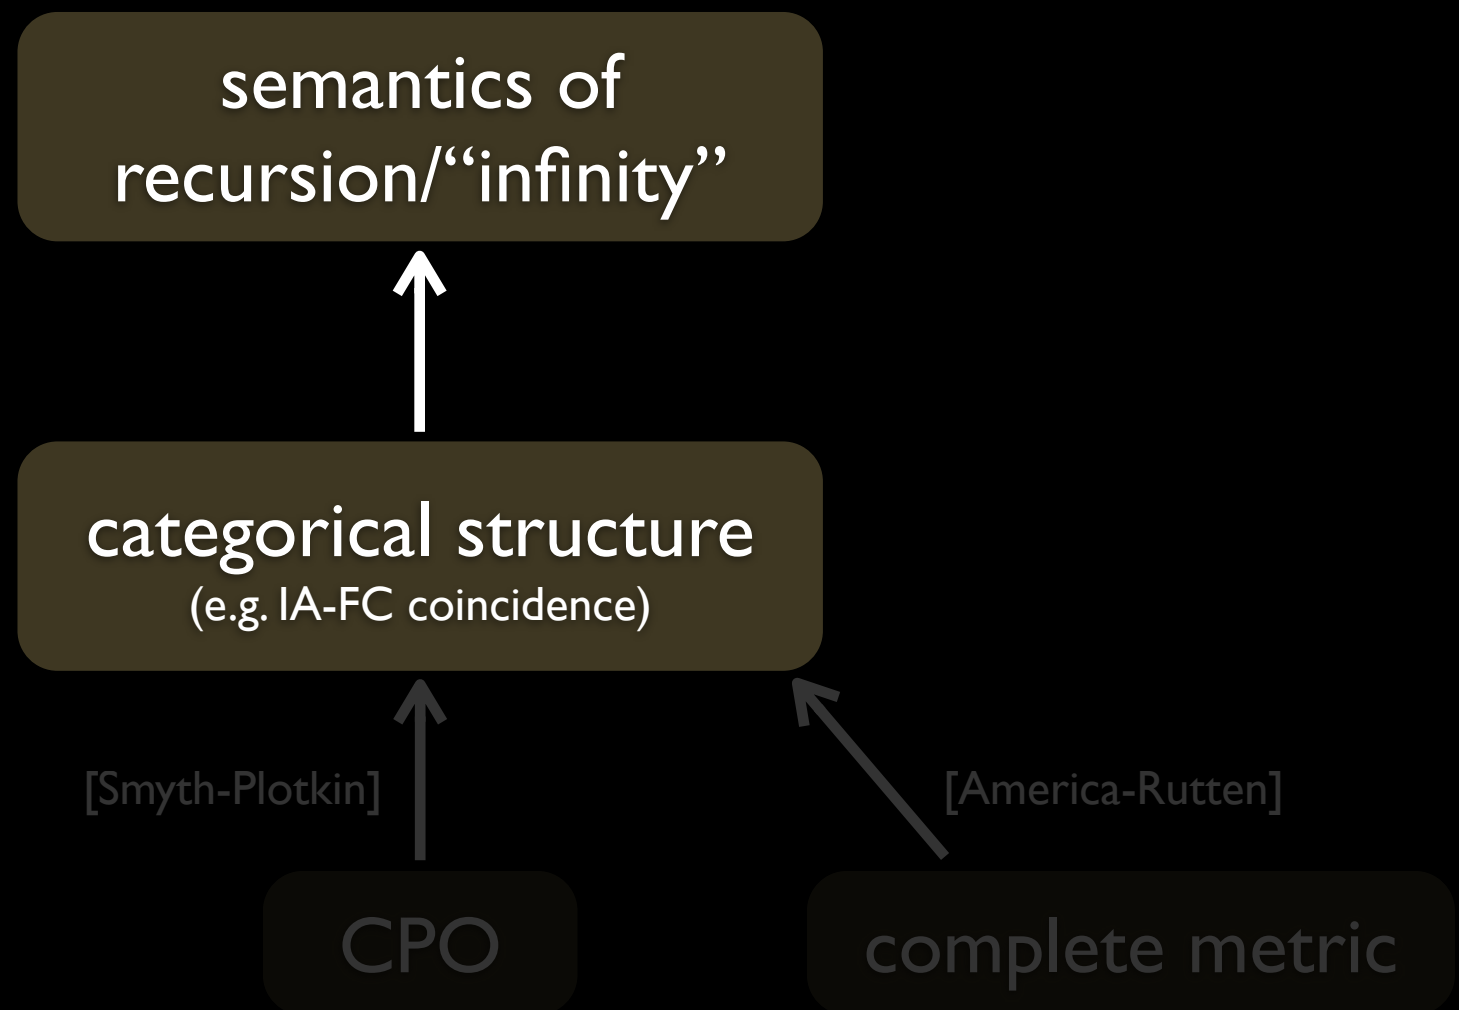 semantics of
recursion/“infinity”
categorical structure
(e.g. IA-FC coincidence)
[Smyth-Plotkin]
[America-Rutten]
CPO
complete metric